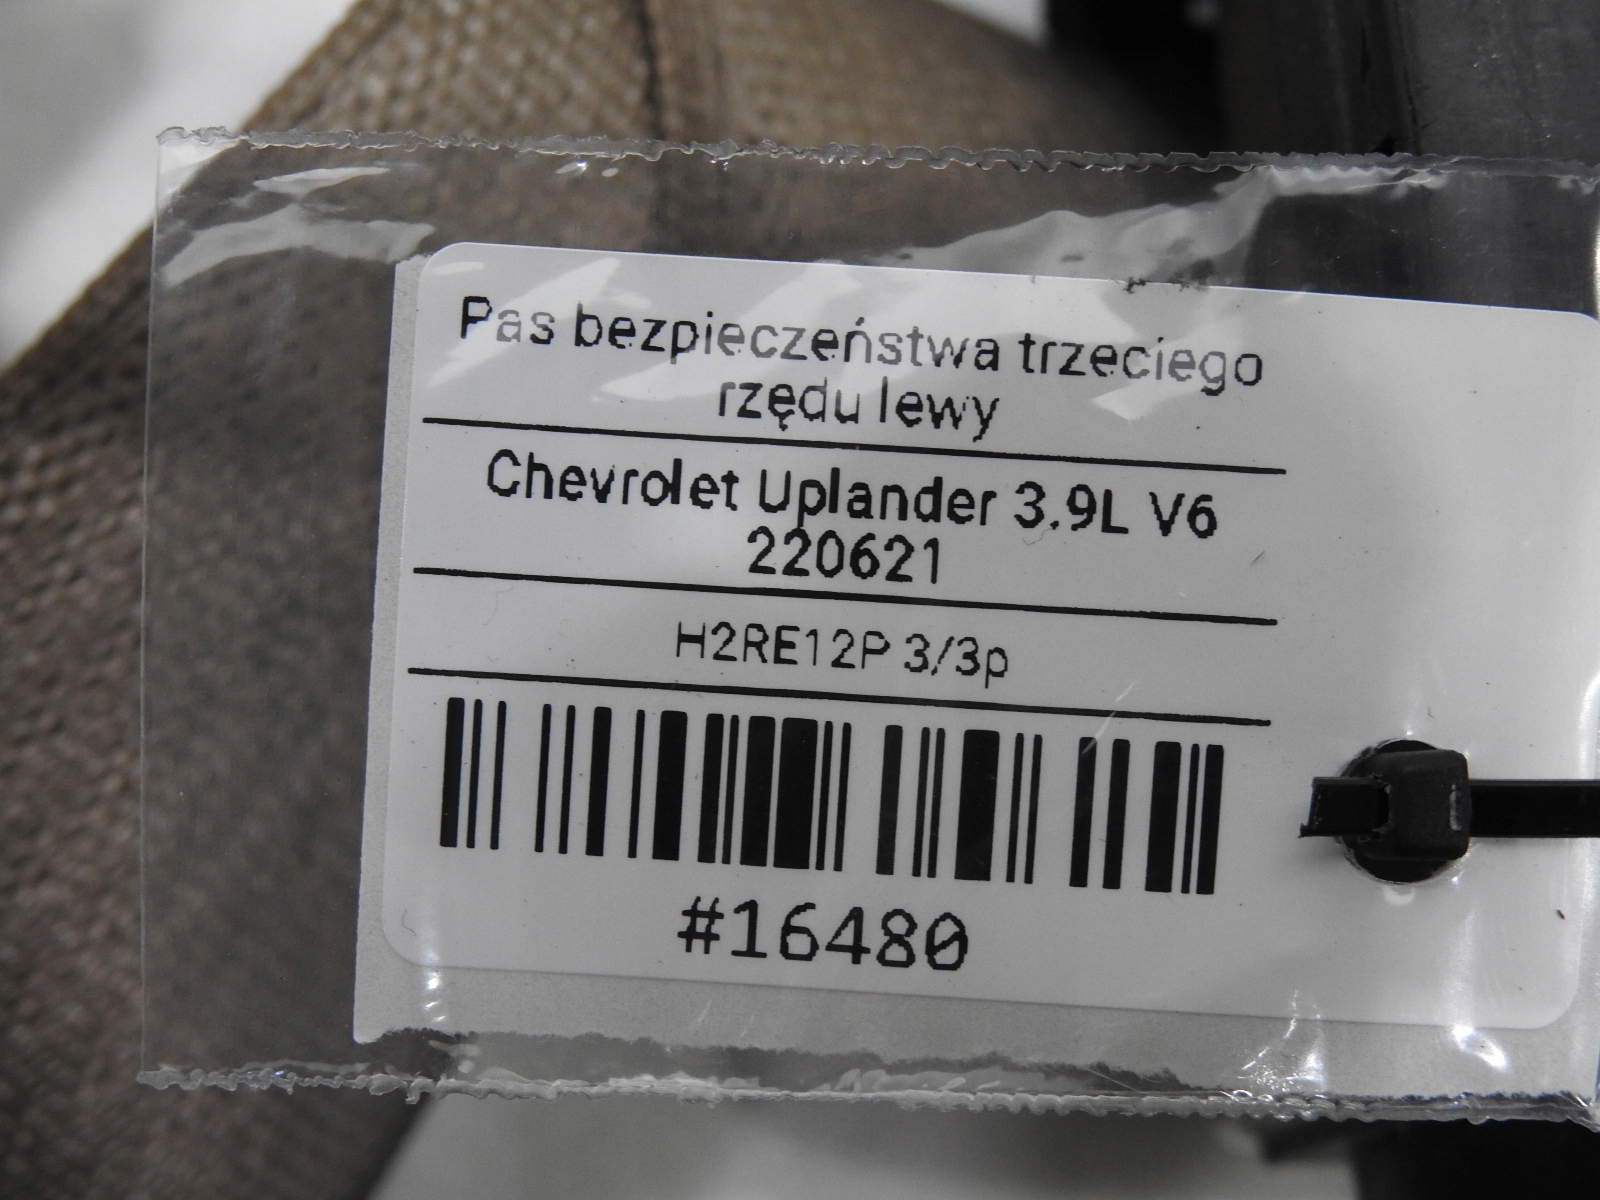 Pas bezpieczeństwa trzeciego
rzędu lewy
Chevrolet Uplander 3.9L V6
220621
H2RE12P 3/3p
#16480